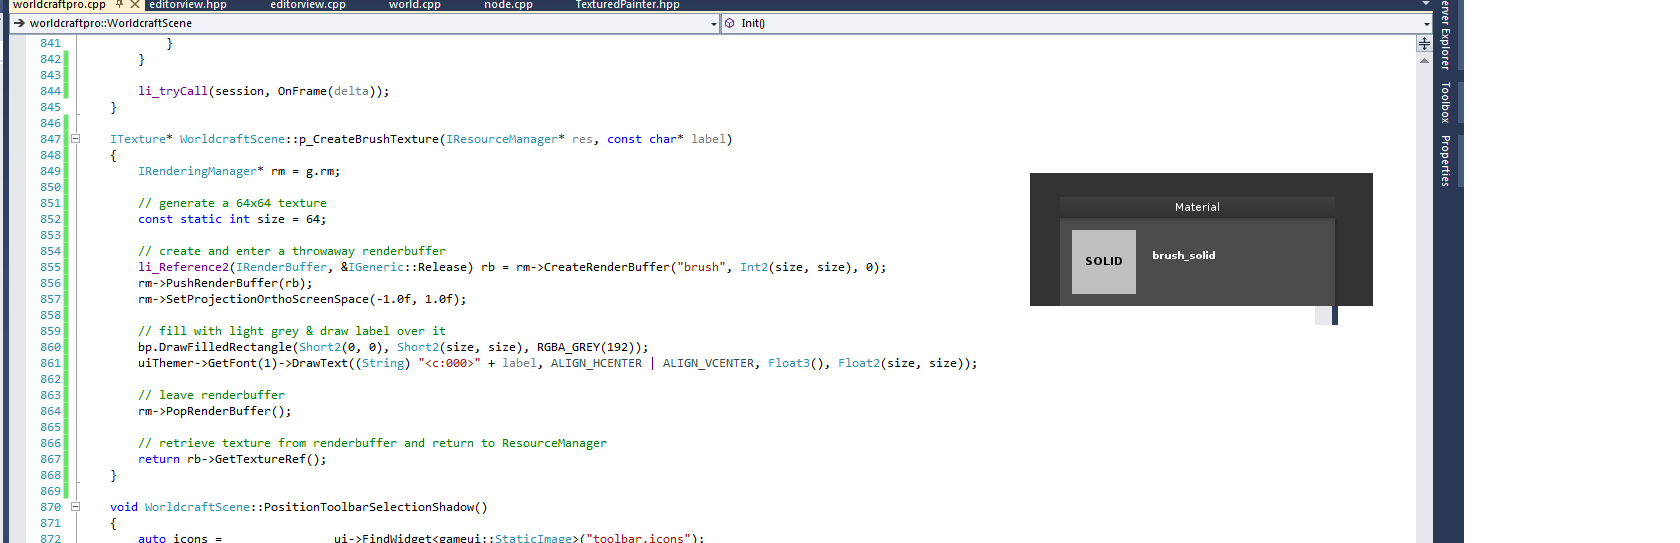 worldcraftpro.cpp editorview.hpp editorview.cpp world.cpp node.cpp TexturedPainter.hpp
worldcraftpro::WorldcraftScene Init()
841 }
842 }
843
844 li_tryCall(session, OnFrame(delta));
845 }
846
847 ITexture* WorldcraftScene::p_CreateBrushTexture(IResourceManager* res, const char* label)
848 {
849 IRenderingManager* rm = g.rm;
850
851 // generate a 64x64 texture
852 const static int size = 64;
853
854 // create and enter a throwaway renderbuffer
855 li_Reference2(IRenderBuffer, &IGeneric::Release) rb = rm->CreateRenderBuffer("brush", Int2(size, size), 0);
856 rm->PushRenderBuffer(rb);
857 rm->SetProjectionOrthoScreenSpace(-1.0f, 1.0f);
858
859 // fill with light grey & draw label over it
860 bp.DrawFilledRectangle(Short2(0, 0), Short2(size, size), RGBA_GREY(192));
861 uiThemer->GetFont(1)->DrawText((String) "<c:000>" + label, ALIGN_HCENTER | ALIGN_VCENTER, Float3(), Float2(size, size));
862
863 // leave renderbuffer
864 rm->PopRenderBuffer();
865
866 // retrieve texture from renderbuffer and return to ResourceManager
867 return rb->GetTextureRef();
868 }
869
870 void WorldcraftScene::PositionToolbarSelectionShadow()
871 {
872 auto icons = ui->FindWidget<gameui::StaticImage>("toolbar.icons");
Material
SOLID
brush_solid
erver Explorer
Toolbox
Properties